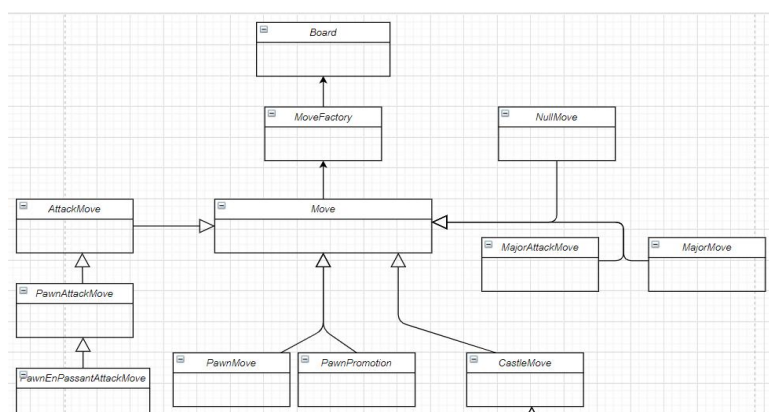 Board
MoveFactory
NullMove
AttackMove
Move
MajorAttackMove
MajorMove
PawnAttackMove
PawnMove
PawnPromotion
CastleMove
PawnEnPassantAttackMove